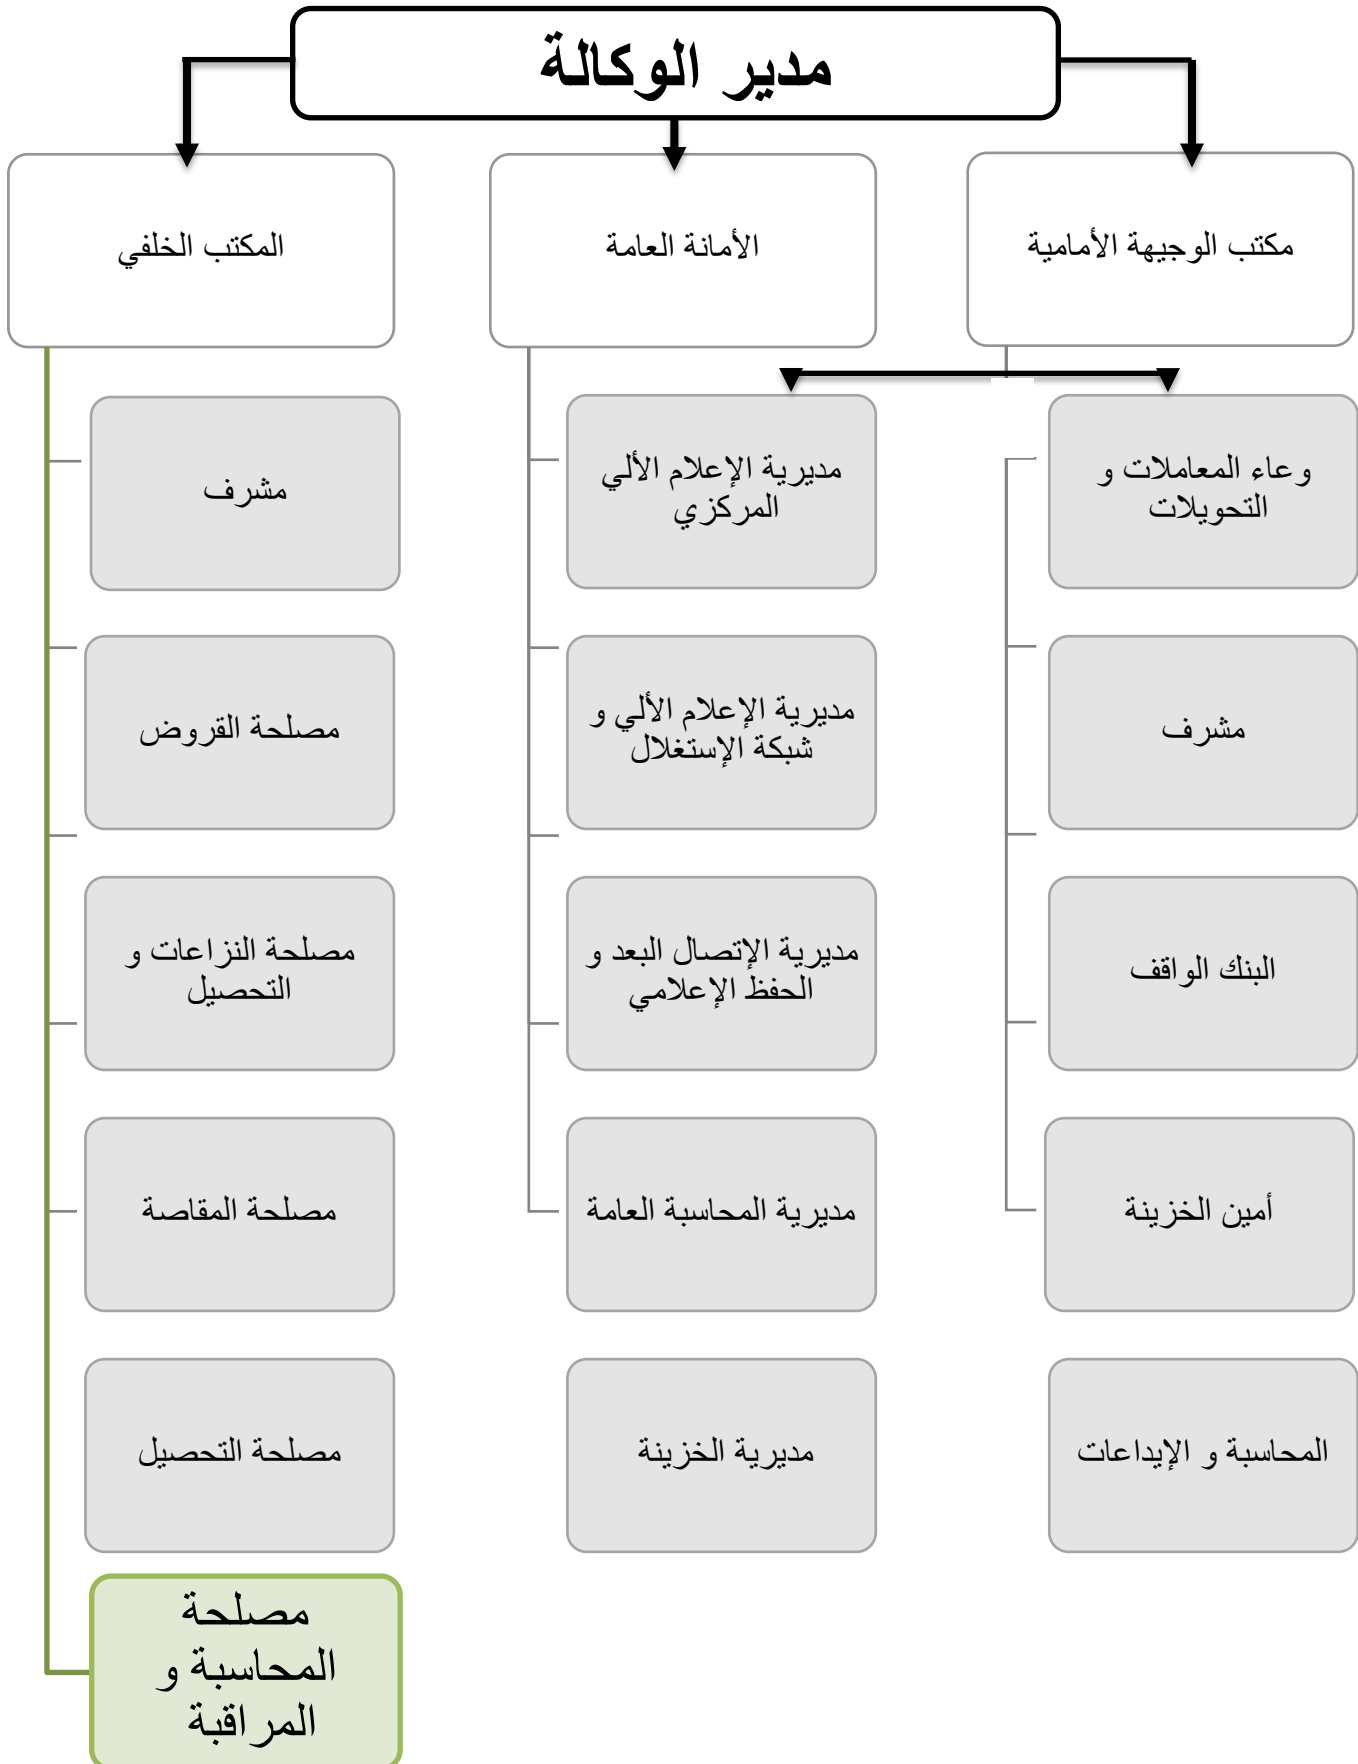 مدير الوكالة
مكتب الوجيهة الأمامية
الأمانة العامة
المكتب الخلفي
وعاء المعاملات و
التحويلات
مشرف
البنك الواقف
أمين الخزينة
المحاسبة و الإيداعات
مديرية الإعلام الألي
المركزي
مديرية الإعلام الألي و
شبكة الإستغلال
مديرية الإتصال البعد و
الحفظ الإعلامي
مديرية المحاسبة العامة
مديرية الخزينة
مشرف
مصلحة القروض
مصلحة النزاعات و
التحصيل
مصلحة المقاصة
مصلحة التحصيل
مصلحة
المحاسبة و
المراقبة